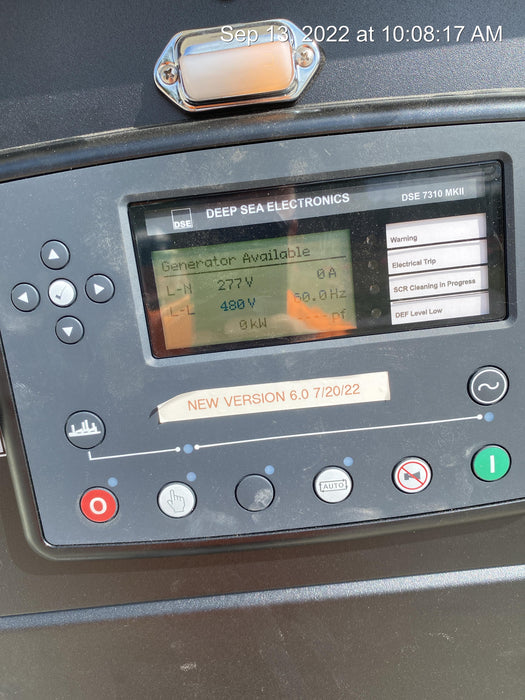 Sep 13, 2022 at 10:08:17 AM
DSE DEEP SEA ELECTRONICS DSE 7310 MKII
Generator Available
L-N 277V 0A
L-L 480V 60.0Hz
0kW ---pf
Warning
Electrical Trip
SCR Cleaning in Progress
DEF Level Low
NEW VERSION 6.0 7/20/22
O
AUTO
I